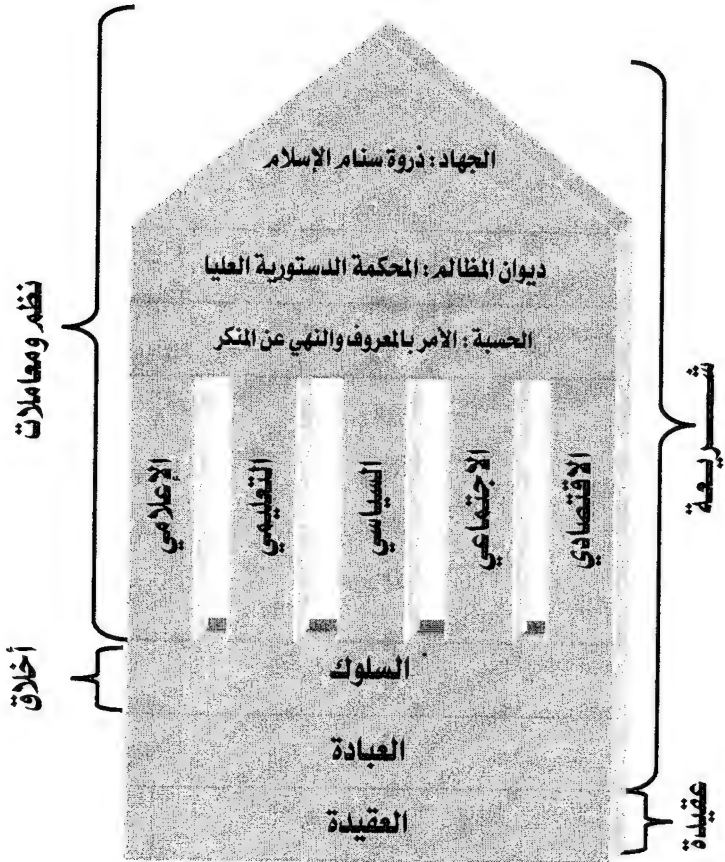 الجهاد : ذروة سنام الإسلام
ديوان المظالم : المحكمة الدستورية العليا
الحسبة : الأمر بالمعروف والنهي عن المنكر
الاقتصادي
الاجتماعي
السياسي
التعليمي
الإعلامي
السلوك
العبادة
العقيدة
شــريعة
عقيدة
نظم ومعاملات
أخلاق